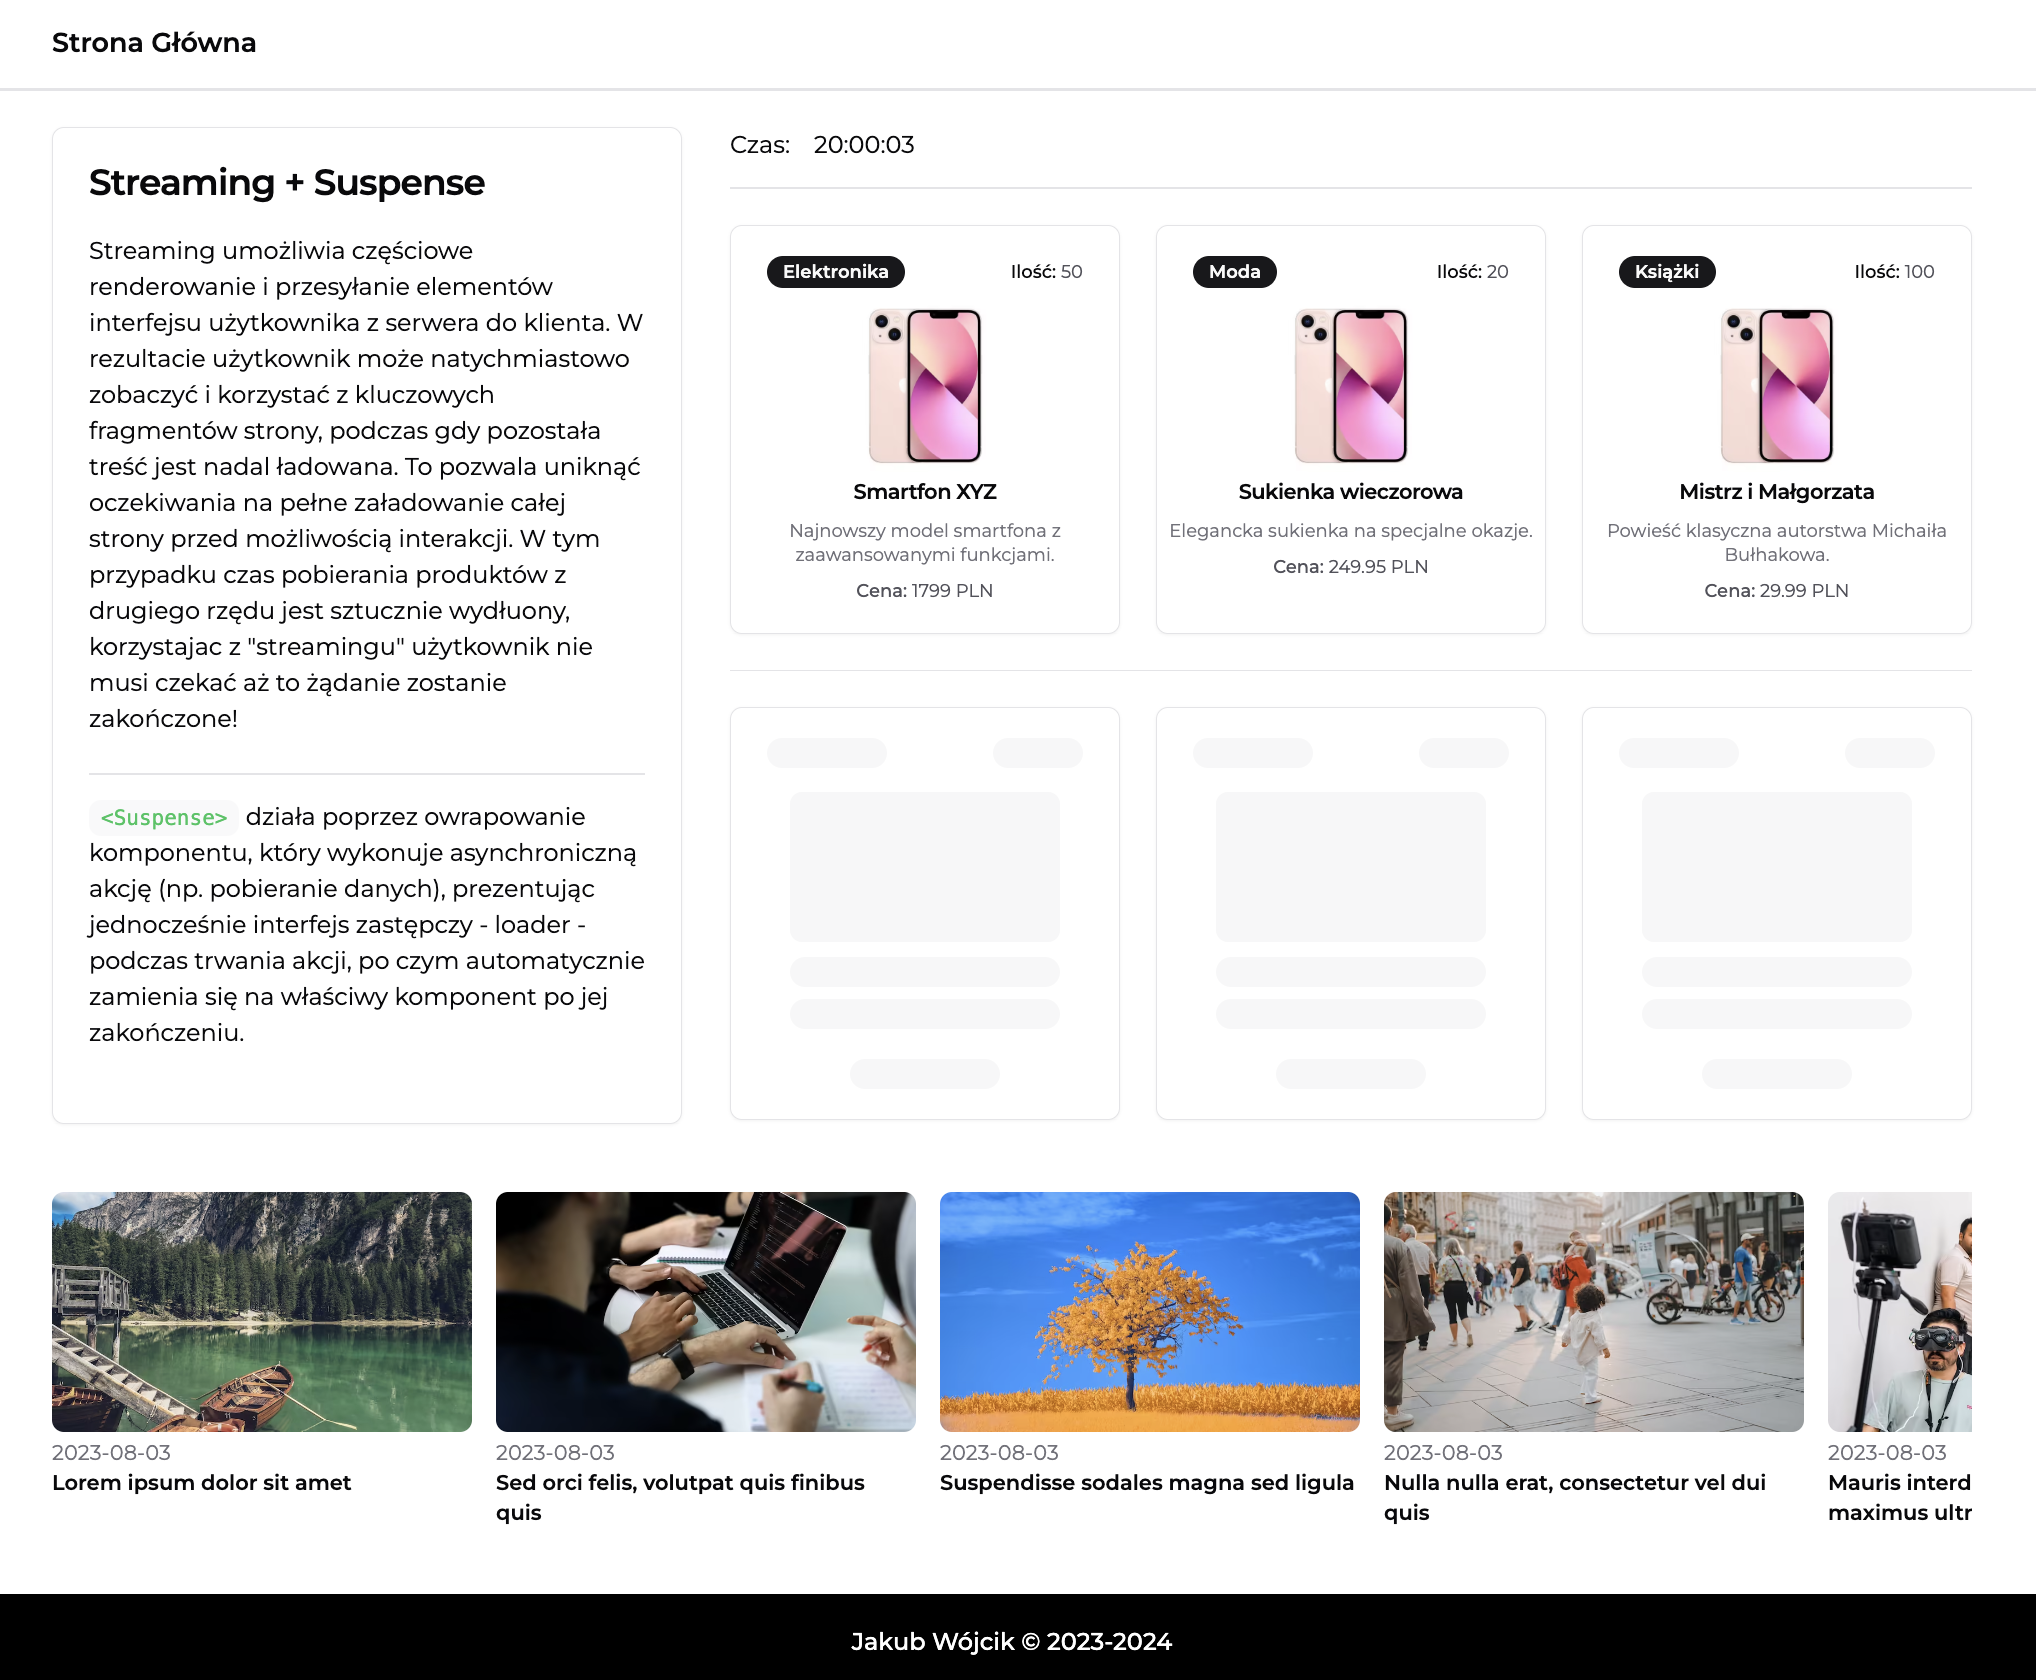 Strona Główna
Streaming + Suspense
Streaming umożliwia częściowe
renderowanie i przesyłanie elementów
interfejsu użytkownika z serwera do klienta. W
rezultacie użytkownik może natychmiastowo
zobaczyć i korzystać z kluczowych
fragmentów strony, podczas gdy pozostała
treść jest nadal ładowana. To pozwala uniknąć
oczekiwania na pełne załadowanie całej
strony przed możliwością interakcji. W tym
przypadku czas pobierania produktów z
drugiego rzędu jest sztucznie wydłuony,
korzystajac z "streamingu" użytkownik nie
musi czekać aż to żądanie zostanie
zakończone!
<Suspense> działa poprzez owrapowanie
komponentu, który wykonuje asynchroniczną
akcję (np. pobieranie danych), prezentując
jednocześnie interfejs zastępczy - loader -
podczas trwania akcji, po czym automatycznie
zamienia się na właściwy komponent po jej
zakończeniu.
Czas: 20:00:03
Elektronika Ilość: 50
Smartfon XYZ
Najnowszy model smartfona z
zaawansowanymi funkcjami.
Cena: 1799 PLN
Moda Ilość: 20
Sukienka wieczorowa
Elegancka sukienka na specjalne okazje.
Cena: 249.95 PLN
Książki Ilość: 100
Mistrz i Małgorzata
Powieść klasyczna autorstwa Michaiła
Bułhakowa.
Cena: 29.99 PLN
2023-08-03
Lorem ipsum dolor sit amet
2023-08-03
Sed orci felis, volutpat quis finibus
quis
2023-08-03
Suspendisse sodales magna sed ligula
2023-08-03
Nulla nulla erat, consectetur vel dui
quis
2023-08-03
Mauris interd
maximus ultr
Jakub Wójcik © 2023-2024